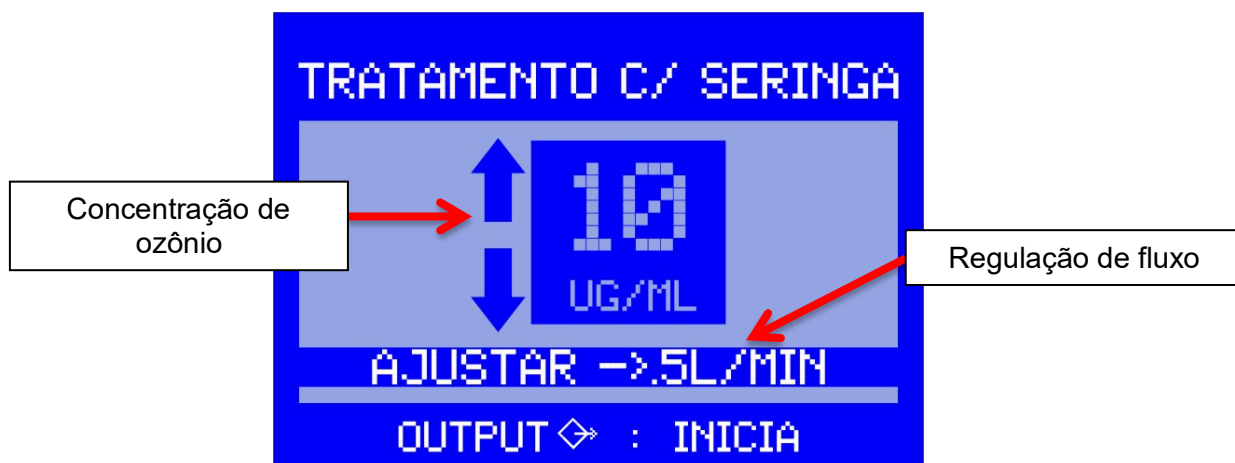 TRATAMENTO C/ SERINGA
Concentração de
ozônio
10
UG/ML
Regulação de fluxo
AJUSTAR ->.5L/MIN
OUTPUT : INICIA